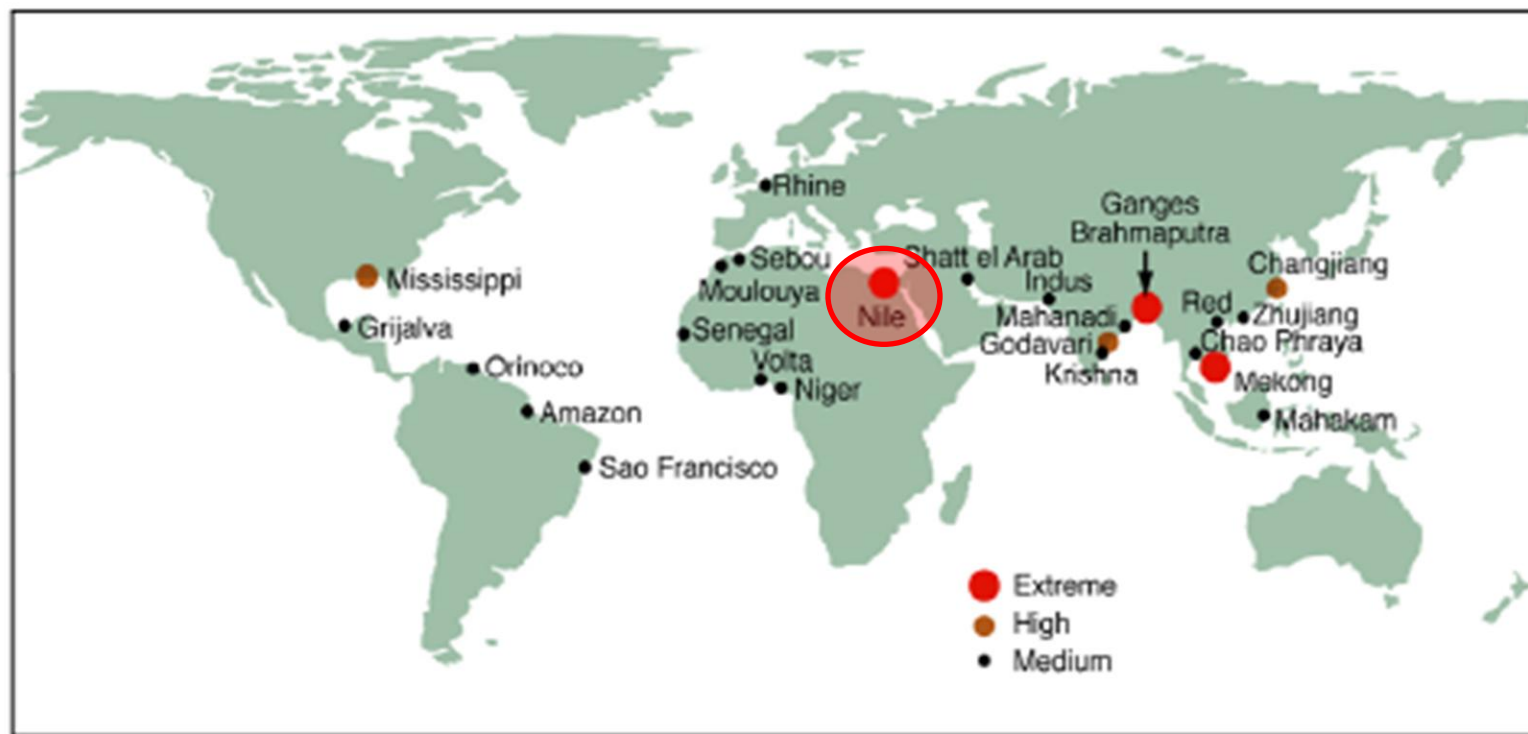 Rhine
Ganges
Brahmaputra
Sebou
Shatt el Arab
Changjiang
Mississippi
Moulouya
Indus
Nile
Mahanadi
Red
Zhujiang
Grijalva
Senegal
Godavari
Chao Phraya
Volta
Krishna
Orinoco
Niger
Mekong
Amazon
Mahakam
Sao Francisco
Extreme
High
Medium